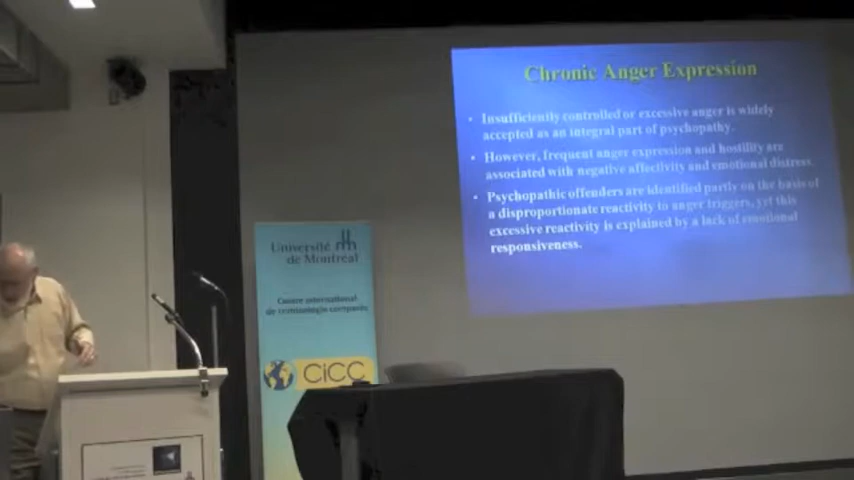 Chronic Anger Expression
• Insufficiently controlled or excessive anger is widely
accepted as an integral part of psychopathy.
• However, frequent anger expression and hostility are
associated with negative affectivity and emotional distress.
• Psychopathic offenders are identified partly on the basis of
a disproportionate reactivity to anger triggers, yet this
excessive reactivity is explained by a lack of emotional
responsiveness.
Université
de Montréal
Centre international
de criminologie comparée
CiCC